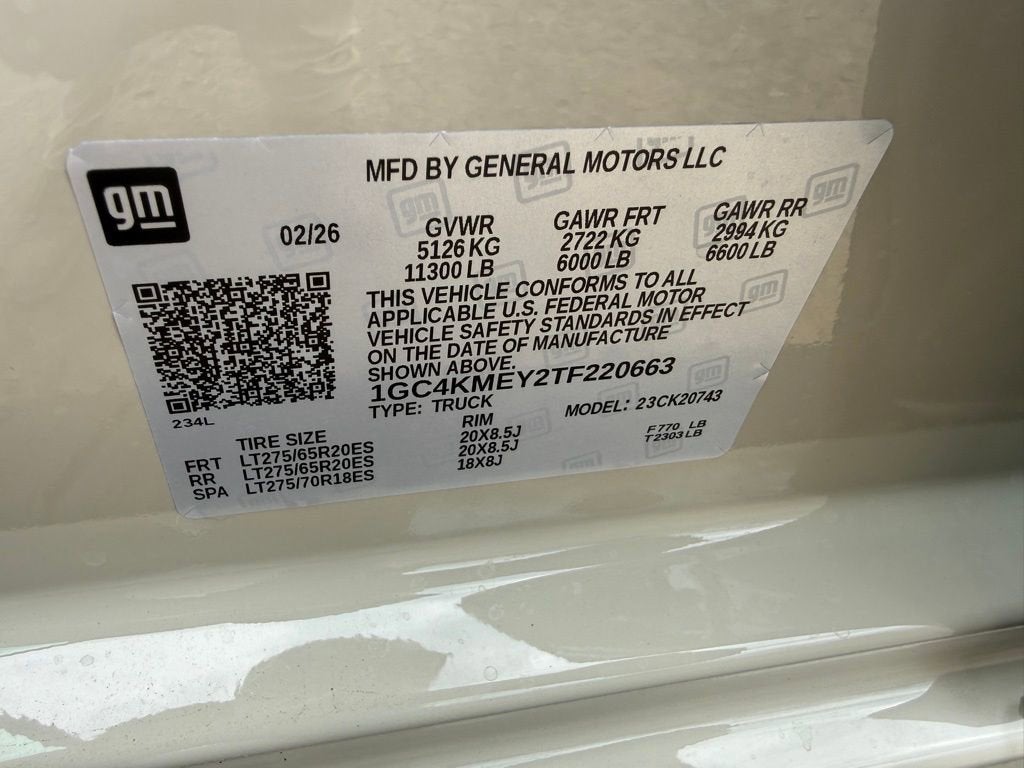 gm
MFD BY GENERAL MOTORS LLC
02/26
GVWR
5126 KG
11300 LB
GAWR FRT
2722 KG
6000 LB
GAWR RR
2994 KG
6600 LB
THIS VEHICLE CONFORMS TO ALL
APPLICABLE U.S. FEDERAL MOTOR
VEHICLE SAFETY STANDARDS IN EFFECT
ON THE DATE OF MANUFACTURE
SHOWN ABOVE.
1GC4KMEY2TF220663
TYPE: TRUCK
MODEL: 23CK20743
234L
TIRE SIZE RIM
FRT LT275/65R20ES 20X8.5J
RR LT275/65R20ES 20X8.5J
SPA LT275/70R18ES 18X8J
F 770 LB
T 2303 LB